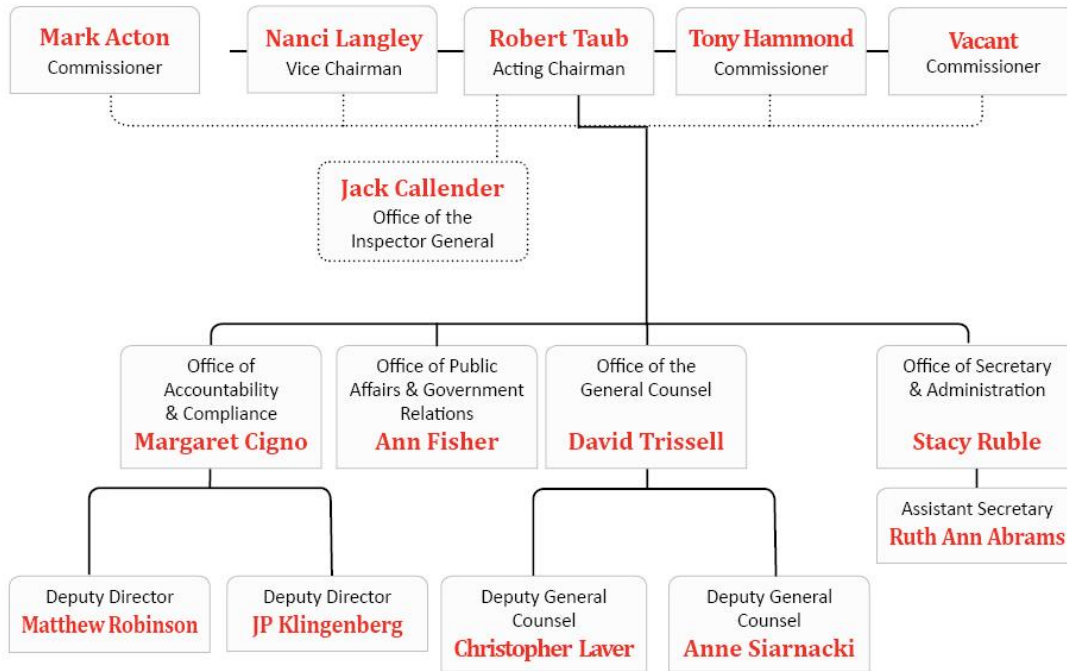 Mark Acton
Commissioner
Nanci Langley
Vice Chairman
Robert Taub
Acting Chairman
Tony Hammond
Commissioner
Vacant
Commissioner
Jack Callender
Office of the
Inspector General
Office of
Accountability
& Compliance
Margaret Cigno
Office of Public
Affairs & Government
Relations
Ann Fisher
Office of the
General Counsel
David Trissell
Office of Secretary
& Administration
Stacy Ruble
Assistant Secretary
Ruth Ann Abrams
Deputy Director
Matthew Robinson
Deputy Director
JP Klingenberg
Deputy General
Counsel
Christopher Laver
Deputy General
Counsel
Anne Siarnacki